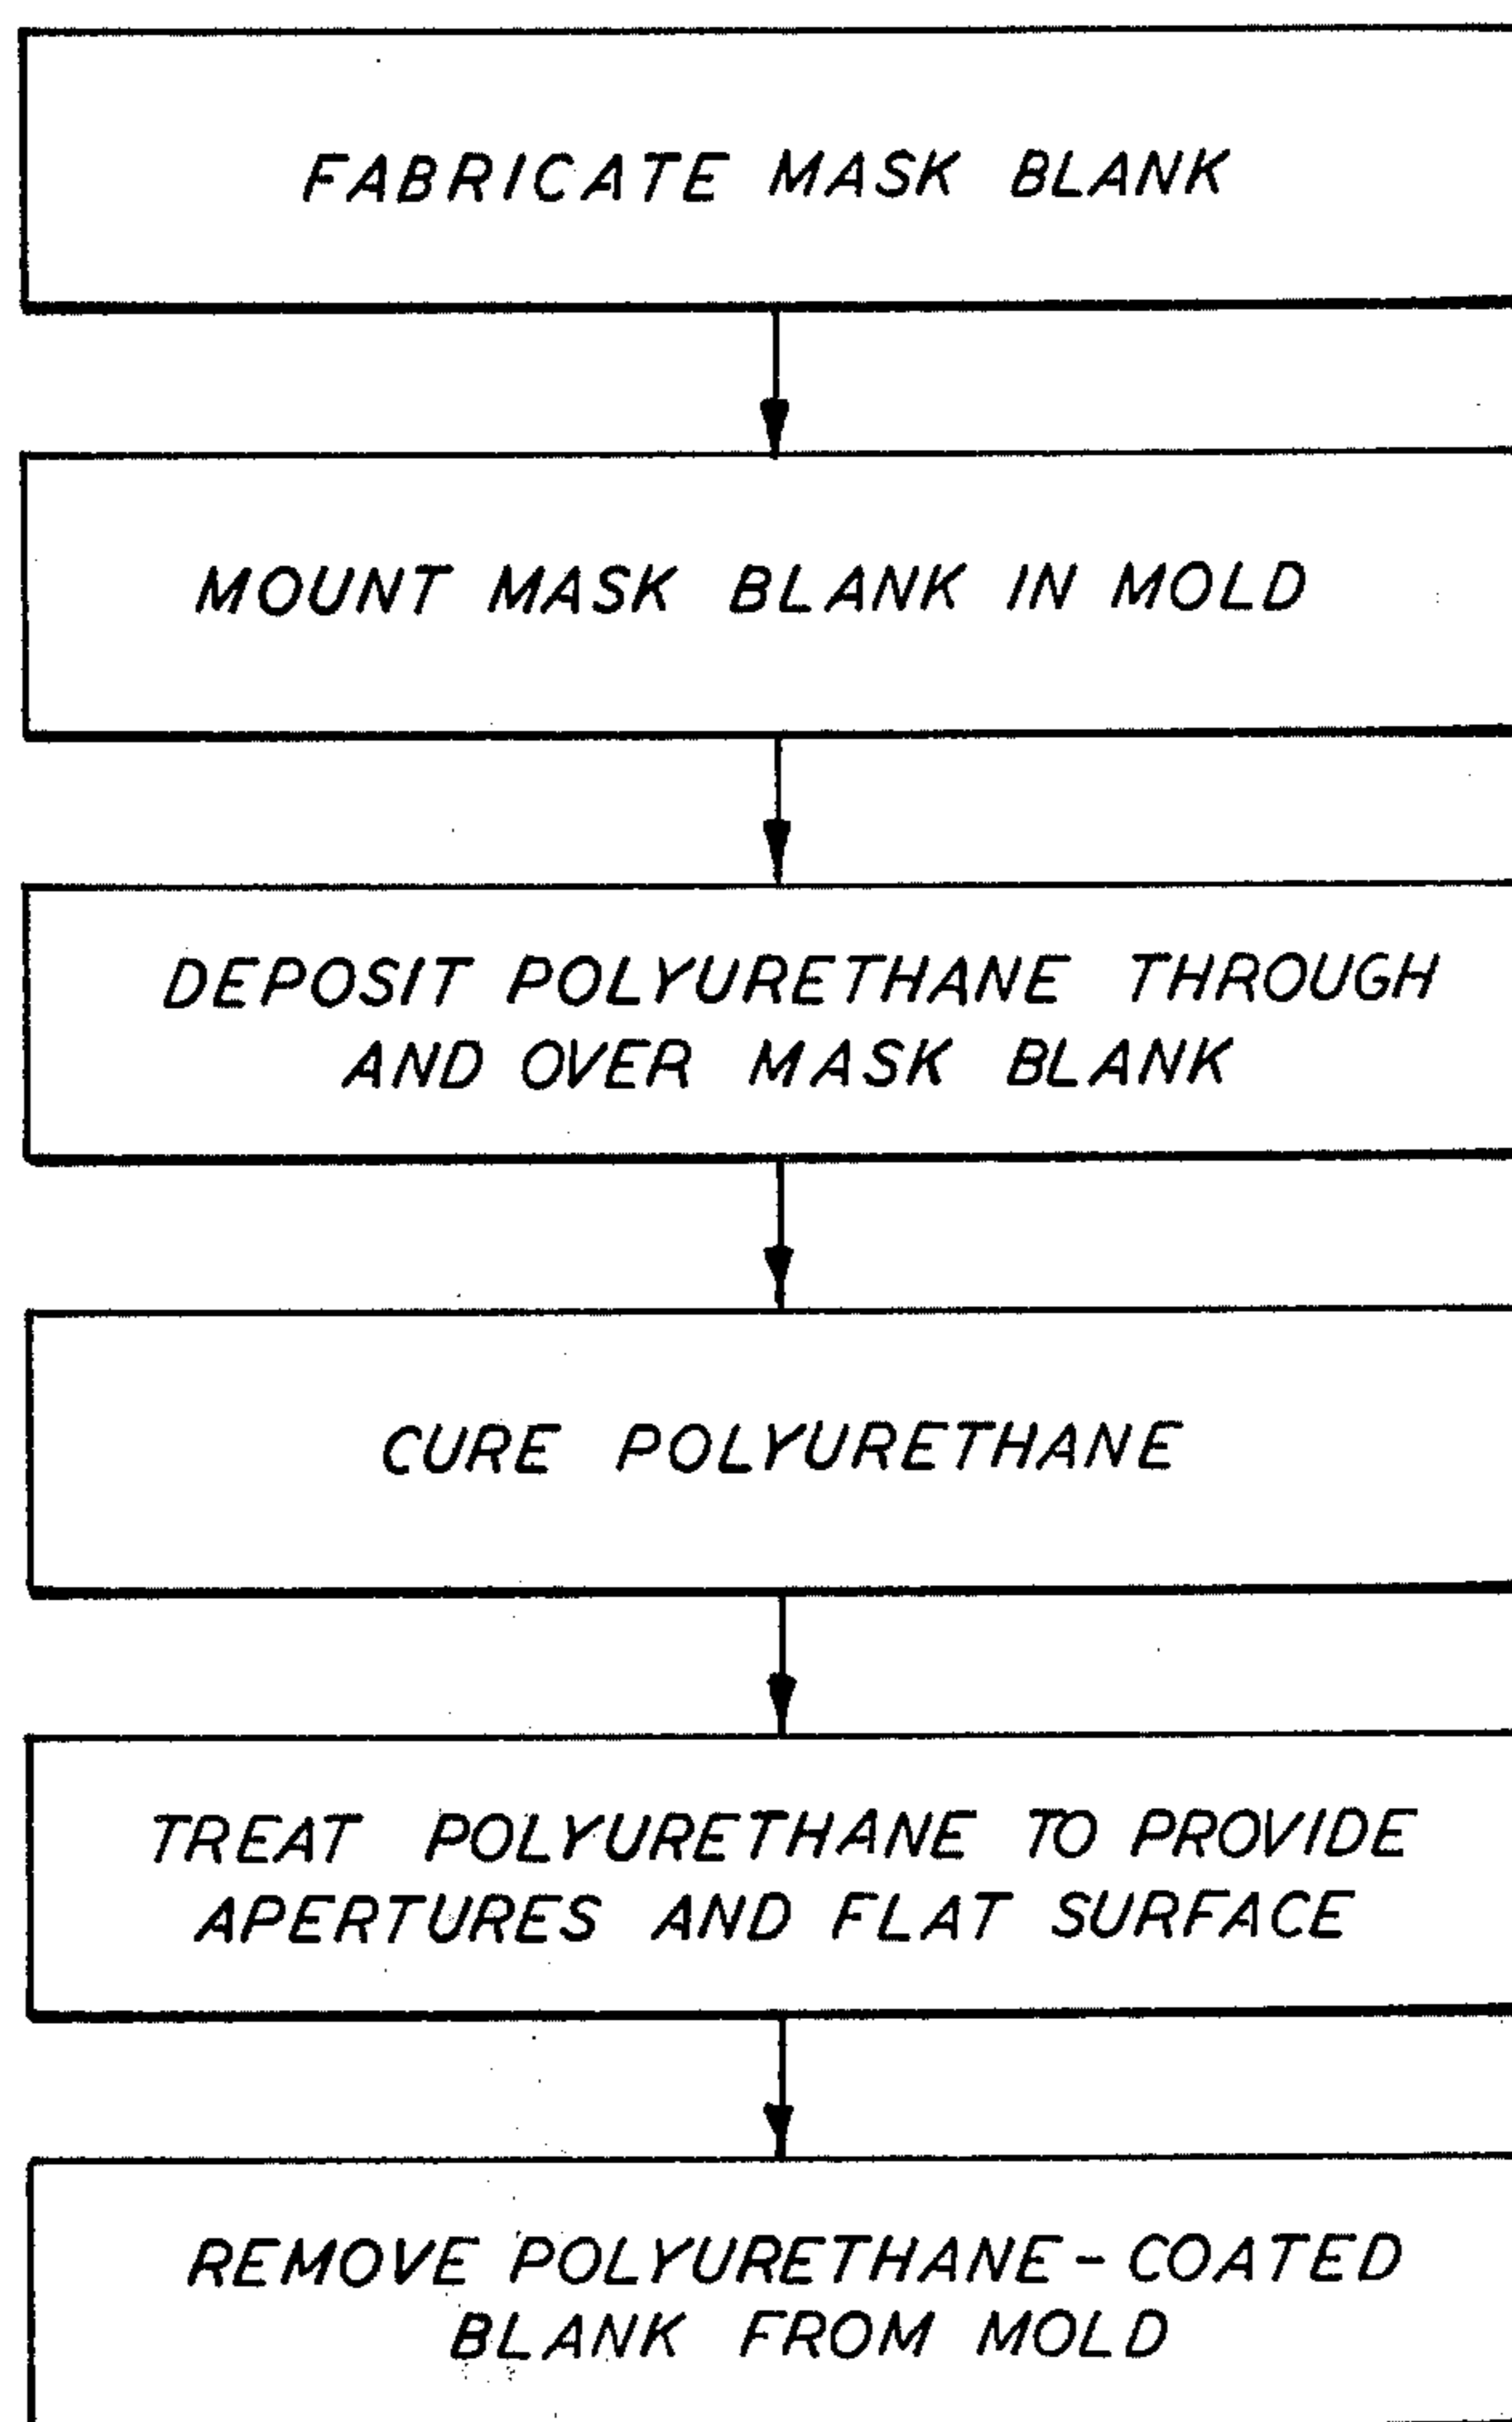 FABRICATE MASK BLANK
MOUNT MASK BLANK IN MOLD
DEPOSIT POLYURETHANE THROUGH
AND OVER MASK BLANK
CURE POLYURETHANE
TREAT POLYURETHANE TO PROVIDE
APERTURES AND FLAT SURFACE
REMOVE POLYURETHANE-COATED
BLANK FROM MOLD